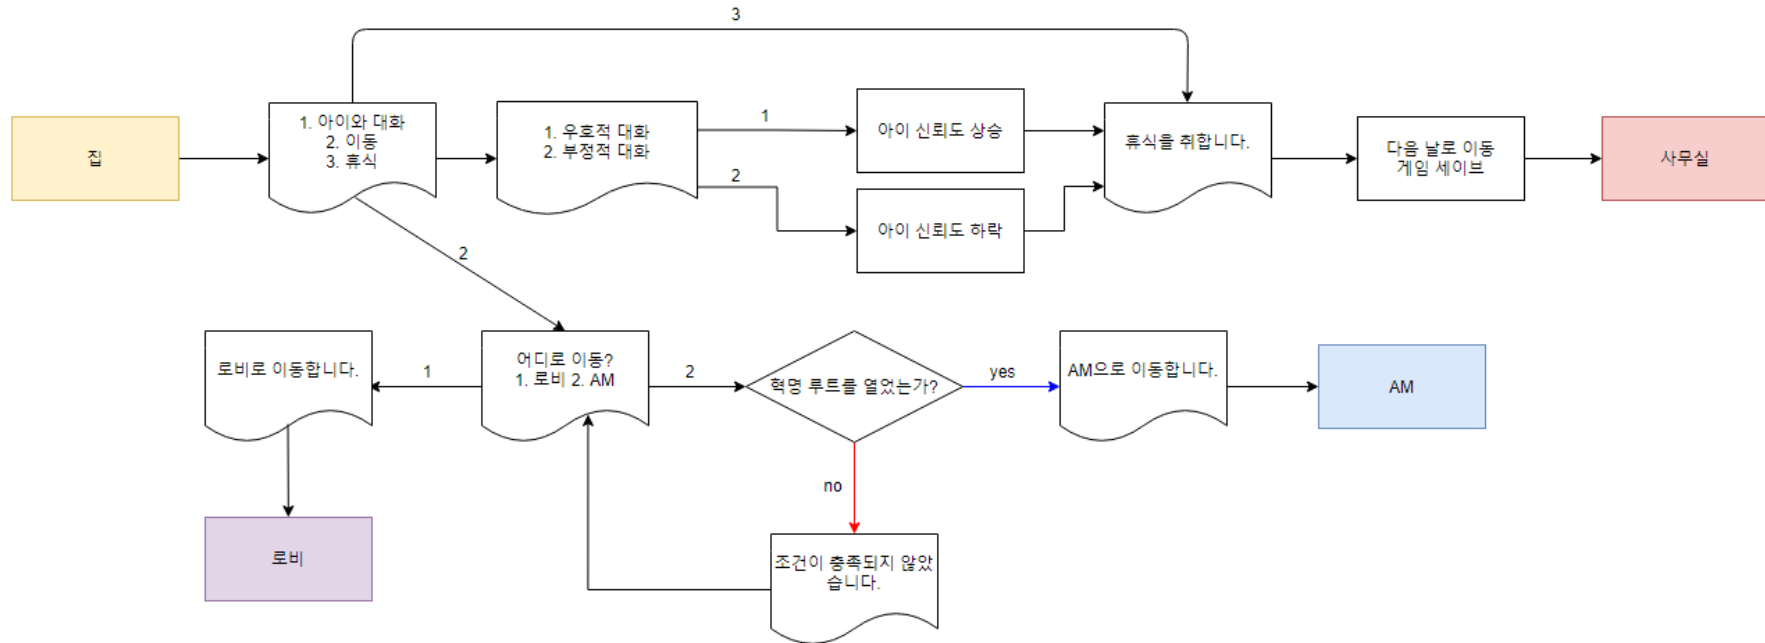 3
집
1. 아이와 대화
2. 이동
3. 휴식
1. 우호적 대화
2. 부정적 대화
1
2
아이 신뢰도 상승
아이 신뢰도 하락
휴식을 취합니다.
다음 날로 이동
게임 세이브
사무실
2
로비로 이동합니다.
1
어디로 이동?
1. 로비 2. AM
2
혁명 루트를 열었는가?
yes
AM으로 이동합니다.
AM
no
로비
조건이 충족되지 않았
습니다.